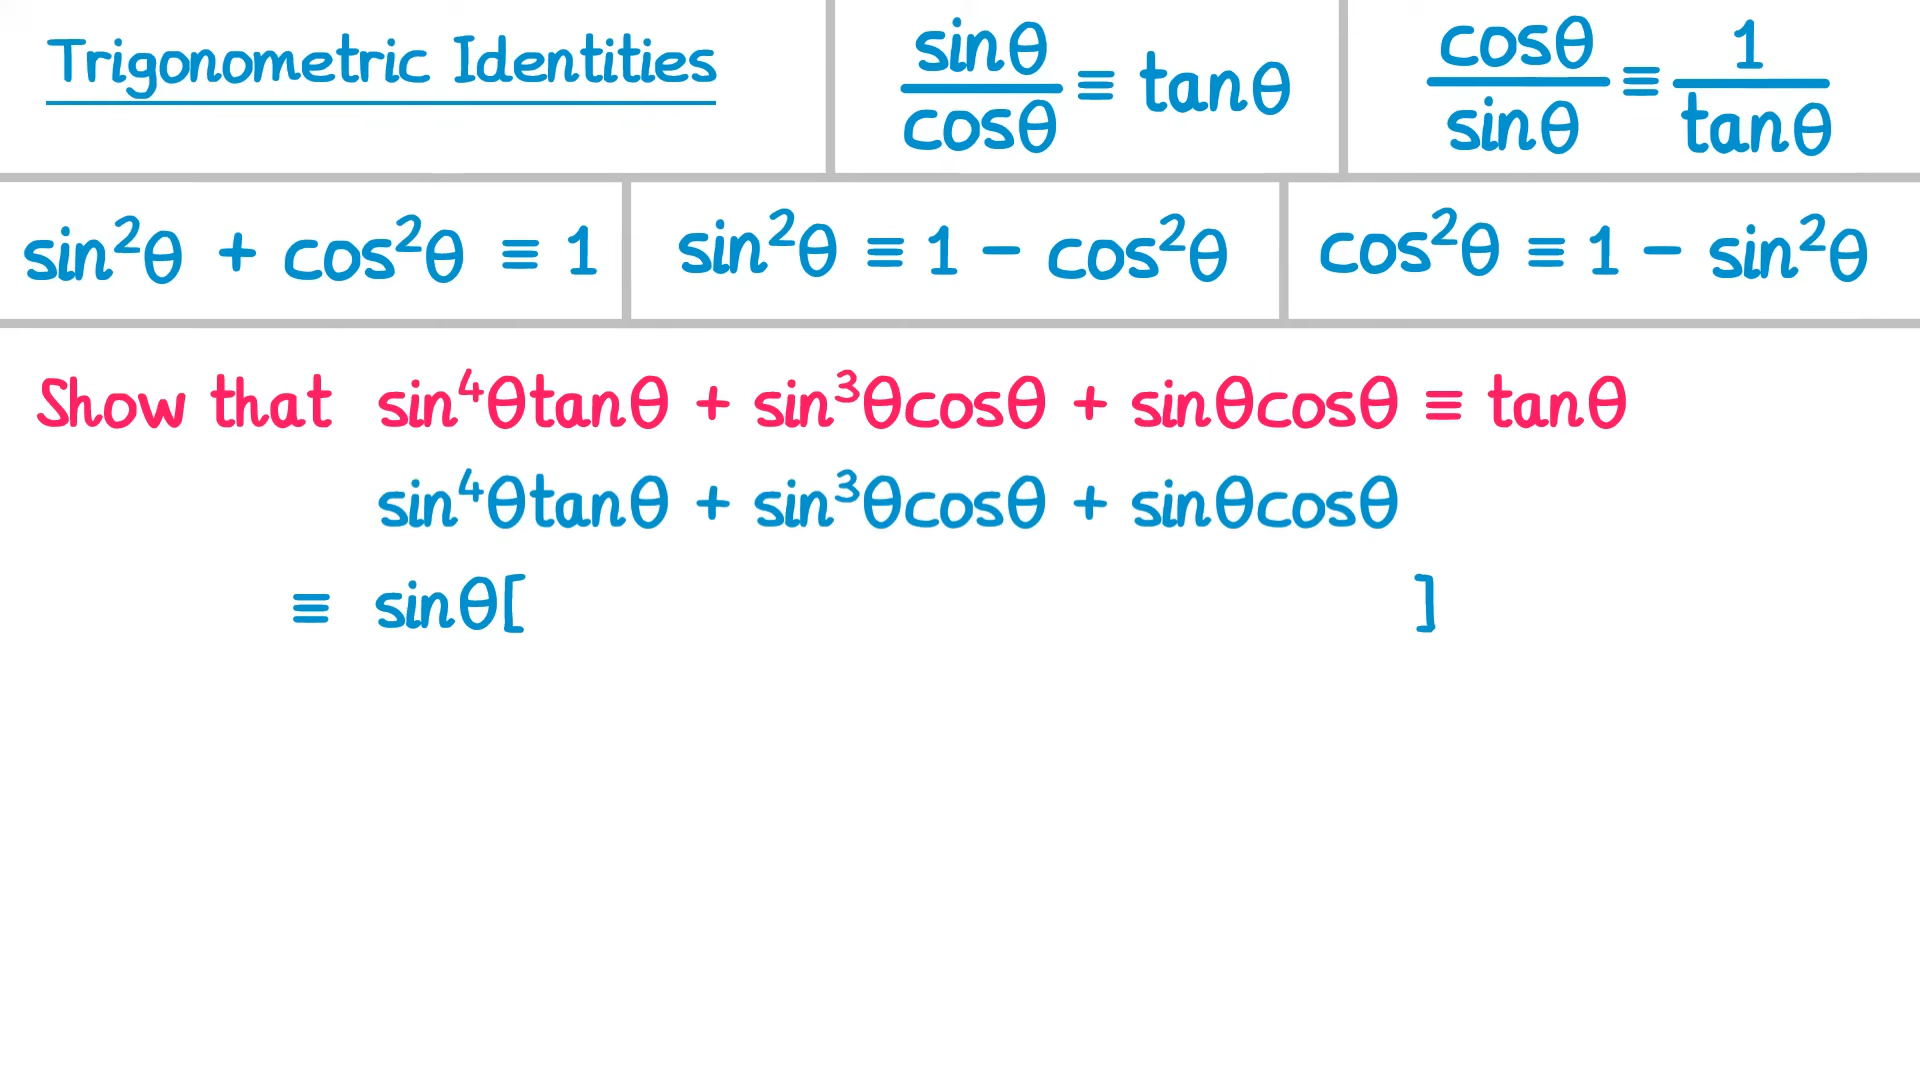 Trigonometric Identities
sinθ/cosθ ≡ tanθ
cosθ/sinθ ≡ 1/tanθ
sin²θ + cos²θ ≡ 1
sin²θ ≡ 1 − cos²θ
cos²θ ≡ 1 − sin²θ
Show that sin⁴θtanθ + sin³θcosθ + sinθcosθ ≡ tanθ
sin⁴θtanθ + sin³θcosθ + sinθcosθ
≡ sinθ[ ]